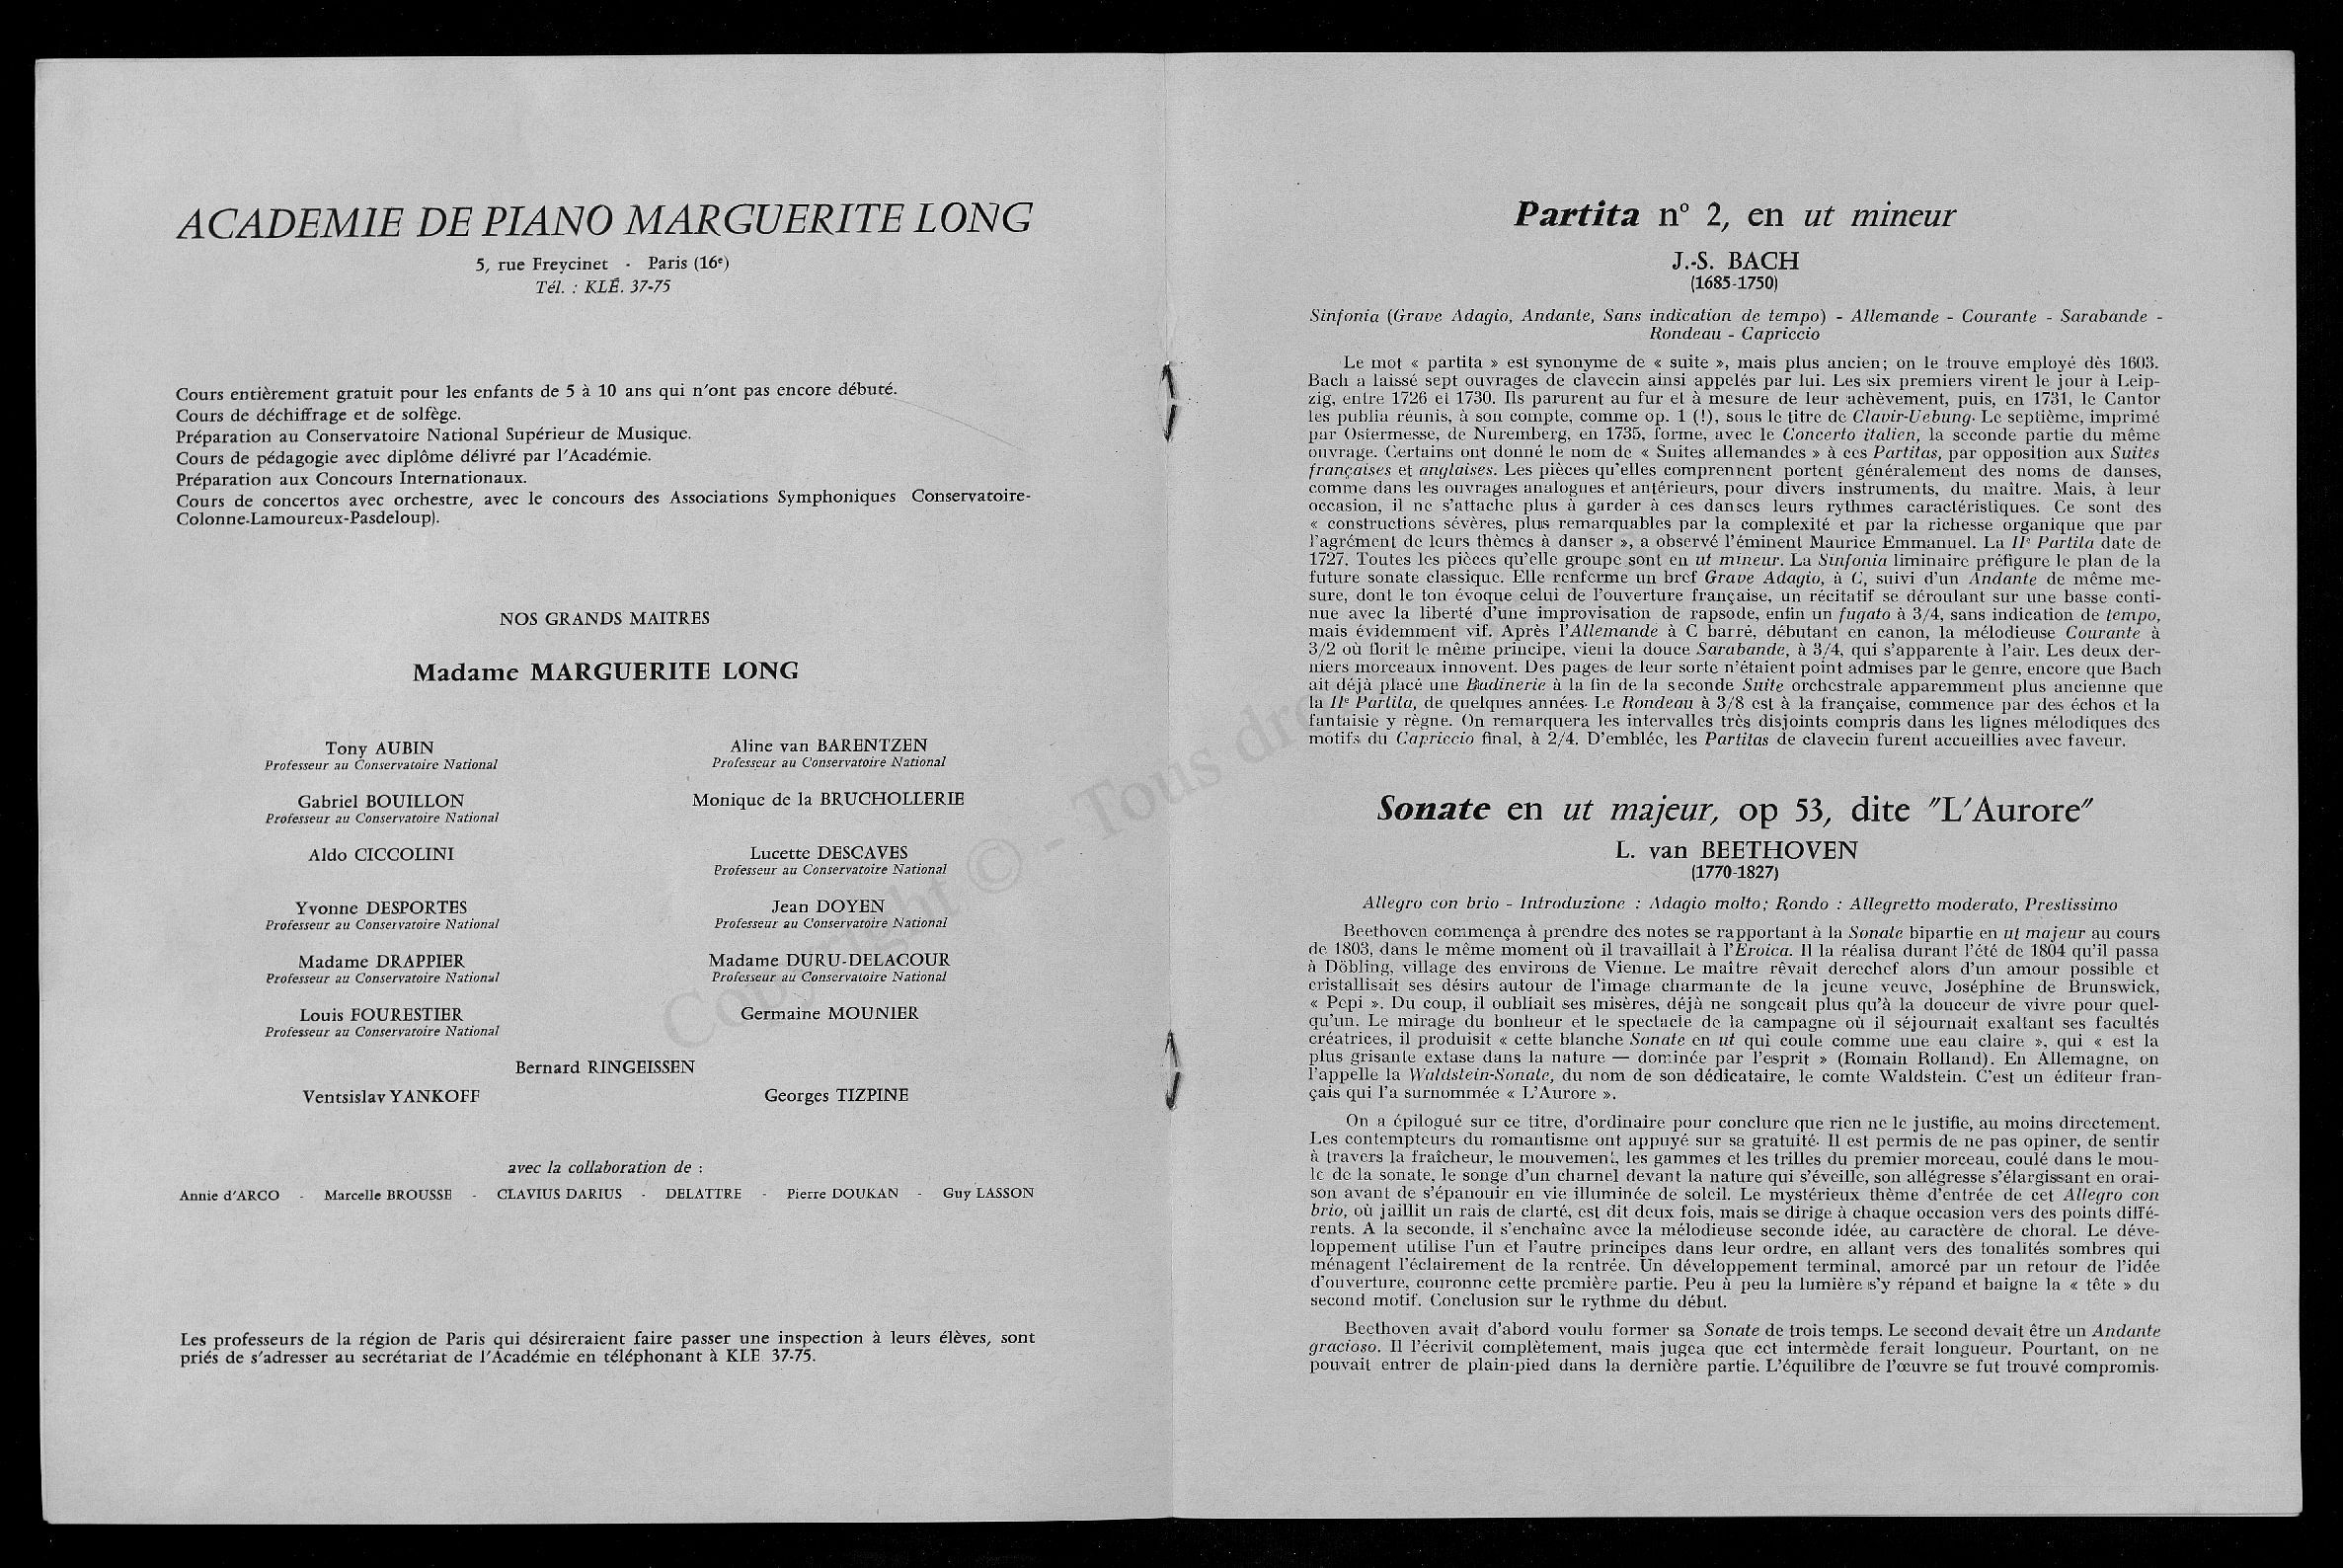 ACADEMIE DE PIANO MARGUERITE LONG
5, rue Freycinet - Paris (16e)
Tél. : KLÉ. 37-75
Cours entièrement gratuit pour les enfants de 5 à 10 ans qui n'ont pas encore débuté.
Cours de déchiffrage et de solfège.
Préparation au Conservatoire National Supérieur de Musique.
Cours de pédagogie avec diplôme délivré par l'Académie.
Préparation aux Concours Internationaux.
Cours de concertos avec orchestre, avec le concours des Associations Symphoniques Conservatoire-
Colonne-Lamoureux-Pasdeloup).
NOS GRANDS MAITRES
Madame MARGUERITE LONG
Tony AUBIN
Professeur au Conservatoire National
Aline van BARENTZEN
Professeur au Conservatoire National
Gabriel BOUILLON
Professeur au Conservatoire National
Monique de la BRUCHOLLERIE
Aldo CICCOLINI
Lucette DESCAVES
Professeur au Conservatoire National
Yvonne DESPORTES
Professeur au Conservatoire National
Jean DOYEN
Professeur au Conservatoire National
Madame DRAPPIER
Professeur au Conservatoire National
Madame DURU-DELACOUR
Professeur au Conservatoire National
Louis FOURESTIER
Professeur au Conservatoire National
Germaine MOUNIER
Bernard RINGEISSEN
Ventsislav YANKOFF
Georges TIZPINE
avec la collaboration de :
Annie d'ARCO - Marcelle BROUSSE - CLAVIUS DARIUS - DELATTRE - Pierre DOUKAN - Guy LASSON
Les professeurs de la région de Paris qui désireraient faire passer une inspection à leurs élèves, sont
priés de s'adresser au secrétariat de l'Académie en téléphonant à KLE 37-75.
Partita n° 2, en ut mineur
J.-S. BACH
(1685-1750)
Sinfonia (Grave Adagio, Andante, Sans indication de tempo) - Allemande - Courante - Sarabande -
Rondeau - Capriccio
Le mot « partita » est synonyme de « suite », mais plus ancien; on le trouve employé dès 1603.
Bach a laissé sept ouvrages de clavecin ainsi appelés par lui. Les six premiers virent le jour à Leip-
zig, entre 1726 et 1730. Ils parurent au fur et à mesure de leur achèvement, puis, en 1731, le Cantor
les publia réunis, à son compte, comme op. 1 (!), sous le titre de Clavir-Uebung. Le septième, imprimé
par Ostermesse, de Nuremberg, en 1735, forme, avec le Concerto italien, la seconde partie du même
ouvrage. Certains ont donné le nom de « Suites allemandes » à ces Partitas, par opposition aux Suites
françaises et anglaises. Les pièces qu'elles comprennent portent généralement des noms de danses,
comme dans les ouvrages analogues et antérieurs, pour divers instruments, du maître. Mais, à leur
occasion, il ne s'attache plus à garder à ces danses leurs rythmes caractéristiques. Ce sont des
« constructions sévères, plus remarquables par la complexité et par la richesse organique que par
l'agrément de leurs thèmes à danser », a observé l'éminent Maurice Emmanuel. La IIe Partita date de
1727. Toutes les pièces qu'elle groupe sont en ut mineur. La Sinfonia liminaire préfigure le plan de la
future sonate classique. Elle renferme un bref Grave Adagio, à C, suivi d'un Andante de même me-
sure, dont le ton évoque celui de l'ouverture française, un récitatif se déroulant sur une basse conti-
nue avec la liberté d'une improvisation de rapsode, enfin un fugato à 3/4, sans indication de tempo,
mais évidemment vif. Après l'Allemande à C barré, débutant en canon, la mélodieuse Courante à
3/2 où florit le même principe, vient la douce Sarabande, à 3/4, qui s'apparente à l'air. Les deux der-
niers morceaux innovent. Des pages de leur sorte n'étaient point admises par le genre, encore que Bach
ait déjà placé une Badinerie à la fin de la seconde Suite orchestrale apparemment plus ancienne que
la IIe Partita, de quelques années. Le Rondeau à 3/8 est à la française, commence par des échos et la
fantaisie y règne. On remarquera les intervalles très disjoints compris dans les lignes mélodiques des
motifs du Capriccio final, à 2/4. D'emblée, les Partitas de clavecin furent accueillies avec faveur.
Sonate en ut majeur, op 53, dite "L'Aurore"
L. van BEETHOVEN
(1770-1827)
Allegro con brio - Introduzione : Adagio molto; Rondo : Allegretto moderato, Prestissimo
Beethoven commença à prendre des notes se rapportant à la Sonate bipartie en ut majeur au cours
de 1803, dans le même moment où il travaillait à l'Eroica. Il la réalisa durant l'été de 1804 qu'il passa
à Döbling, village des environs de Vienne. Le maître rêvait derechef alors d'un amour possible et
cristallisait ses désirs autour de l'image charmante de la jeune veuve, Joséphine de Brunswick,
« Pepi ». Du coup, il oubliait ses misères, déjà ne songeait plus qu'à la douceur de vivre pour quel-
qu'un. Le mirage du bonheur et le spectacle de la campagne où il séjournait exaltant ses facultés
créatrices, il produisit « cette blanche Sonate en ut qui coule comme une eau claire », qui « est la
plus grisante extase dans la nature — dominée par l'esprit » (Romain Rolland). En Allemagne, on
l'appelle la Waldstein-Sonate, du nom de son dédicataire, le comte Waldstein. C'est un éditeur fran-
çais qui l'a surnommée « L'Aurore ».
On a épilogué sur ce titre, d'ordinaire pour conclure que rien ne le justifie, au moins directement.
Les contempteurs du romantisme ont appuyé sur sa gratuité. Il est permis de ne pas opiner, de sentir
à travers la fraîcheur, le mouvement, les gammes et les trilles du premier morceau, coulé dans le mou-
le de la sonate, le songe d'un charnel devant la nature qui s'éveille, son allégresse s'élargissant en orai-
son avant de s'épanouir en vie illuminée de soleil. Le mystérieux thème d'entrée de cet Allegro con
brio, où jaillit un rais de clarté, est dit deux fois, mais se dirige à chaque occasion vers des points diffé-
rents. A la seconde, il s'enchaîne avec la mélodieuse seconde idée, au caractère de choral. Le déve-
loppement utilise l'un et l'autre principes dans leur ordre, en allant vers des tonalités sombres qui
ménagent l'éclairement de la rentrée. Un développement terminal, amorcé par un retour de l'idée
d'ouverture, couronne cette première partie. Peu à peu la lumière s'y répand et baigne la « tête » du
second motif. Conclusion sur le rythme du début.
Beethoven avait d'abord voulu former sa Sonate de trois temps. Le second devait être un Andante
gracioso. Il l'écrivit complètement, mais jugea que cet intermède ferait longueur. Pourtant, on ne
pouvait entrer de plain-pied dans la dernière partie. L'équilibre de l'œuvre se fut trouvé compromis.
Copyright © - Tous